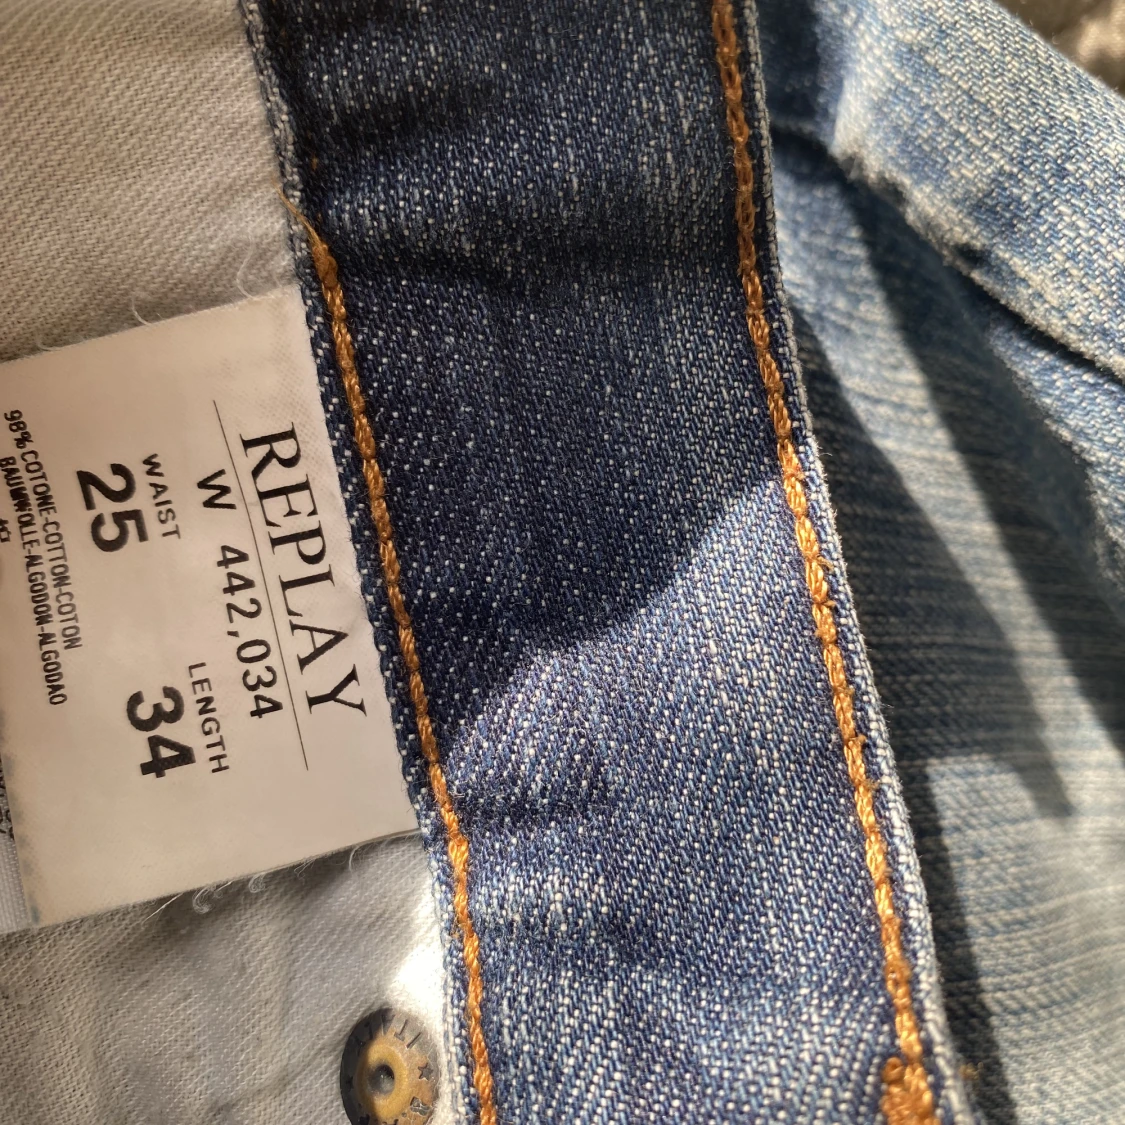 REPLAY
W 442,034
WAIST LENGTH
25 34
98% COTONE-COTTON-COTON
BAUMWOLLE-ALGODON-ALGODAO